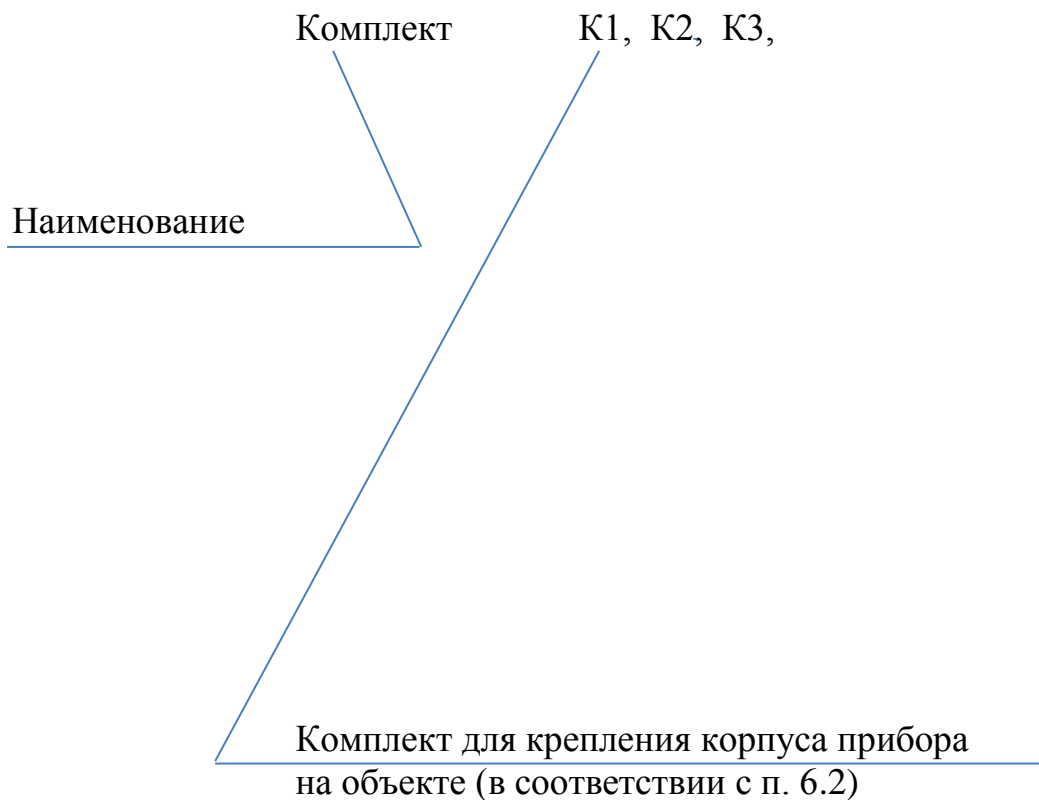 Комплект К1, К2, К3,
Наименование
Комплект для крепления корпуса прибора
на объекте (в соответствии с п. 6.2)